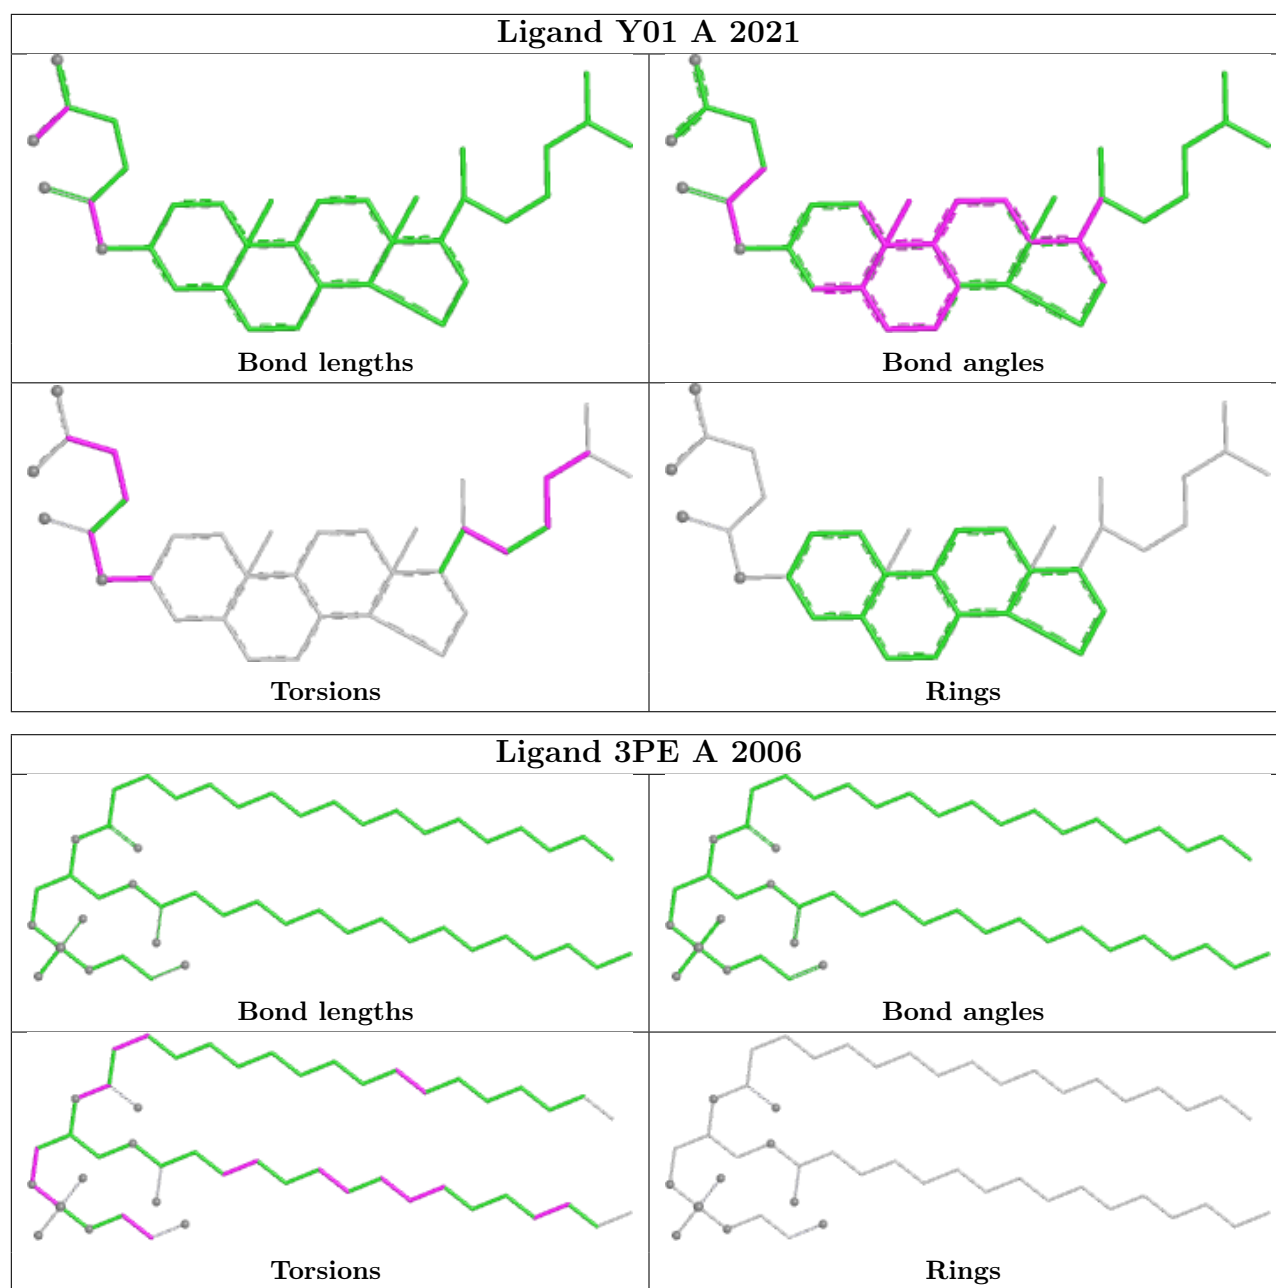 Ligand Y01 A 2021
Bond lengths
Bond angles
Torsions
Rings
Ligand 3PE A 2006
Bond lengths
Bond angles
Torsions
Rings